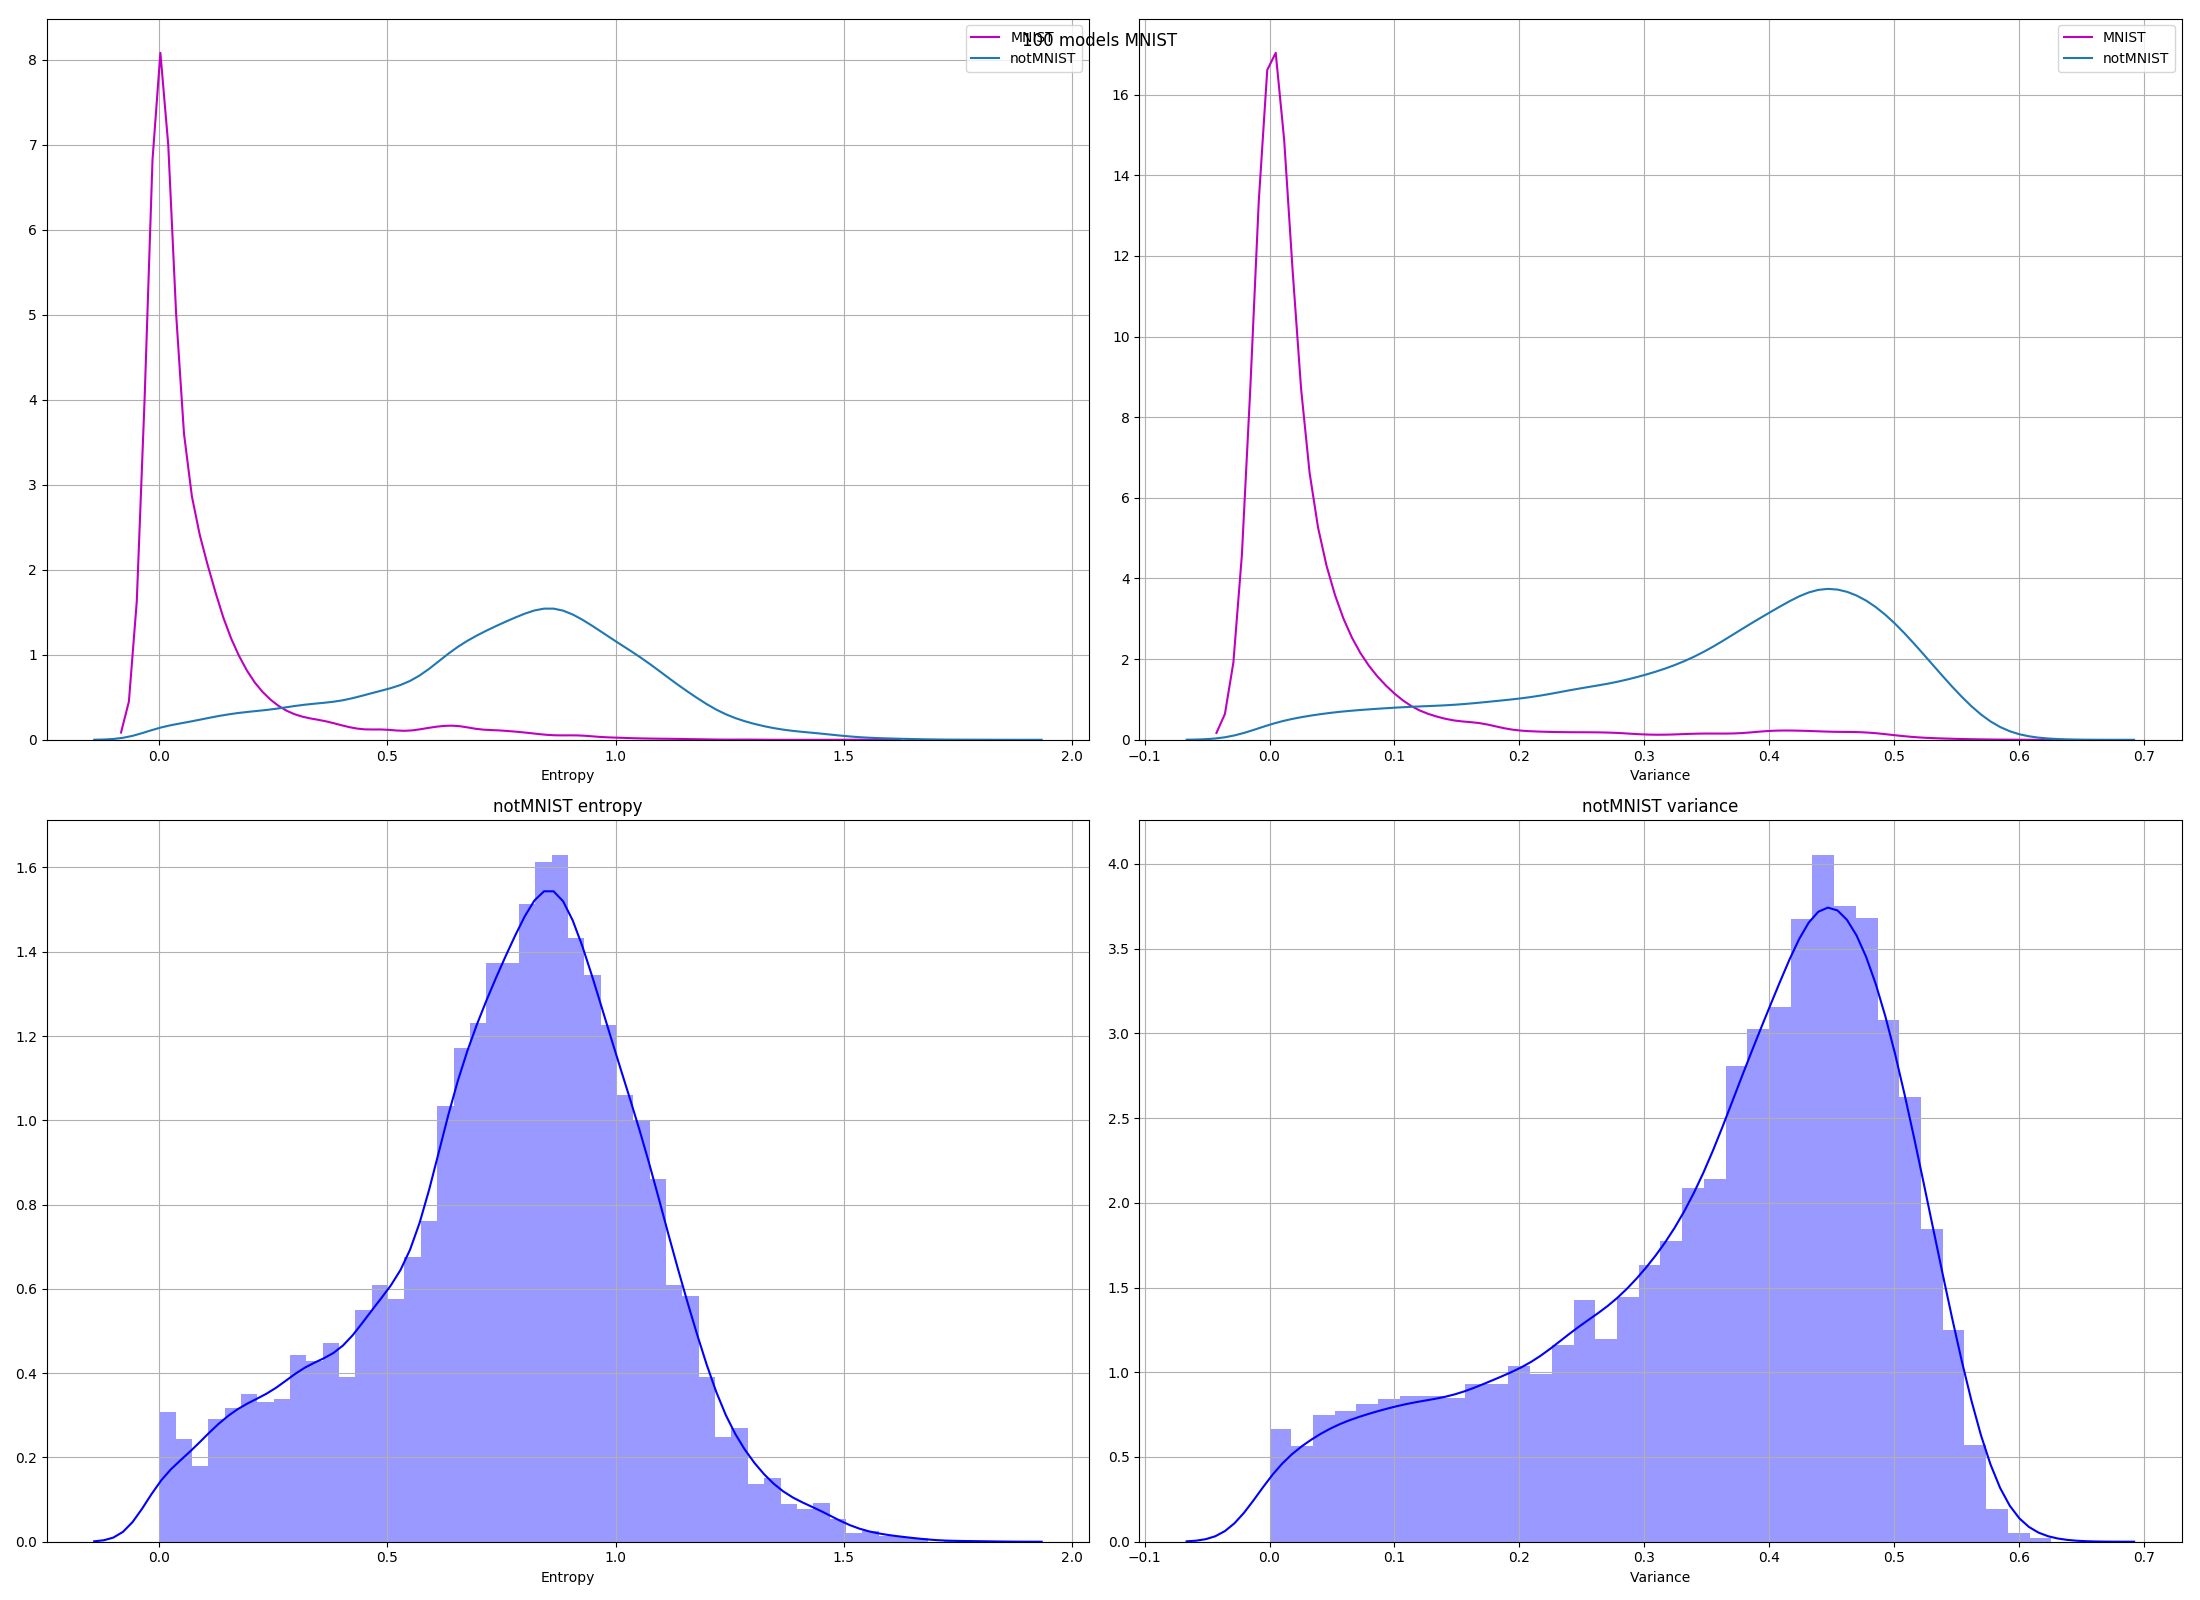 100 models MNIST
MNIST
notMNIST
8
7
6
5
4
3
2
1
0
0.0 0.5 1.0 1.5 2.0
Entropy
MNIST
notMNIST
16
14
12
10
8
6
4
2
0
−0.1 0.0 0.1 0.2 0.3 0.4 0.5 0.6 0.7
Variance
notMNIST entropy
1.6
1.4
1.2
1.0
0.8
0.6
0.4
0.2
0.0
0.0 0.5 1.0 1.5 2.0
Entropy
notMNIST variance
4.0
3.5
3.0
2.5
2.0
1.5
1.0
0.5
0.0
−0.1 0.0 0.1 0.2 0.3 0.4 0.5 0.6 0.7
Variance